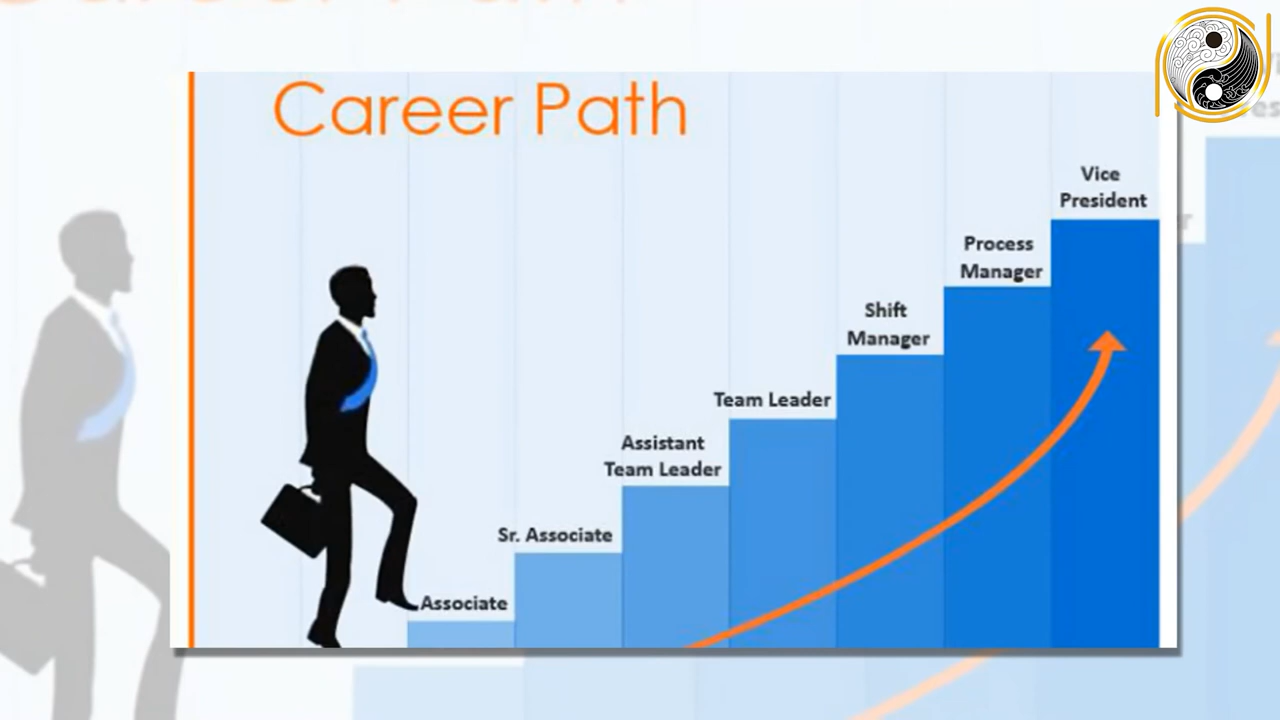 Career Path
Vice
President
Process
Manager
Shift
Manager
Team Leader
Assistant
Team Leader
Sr. Associate
Associate